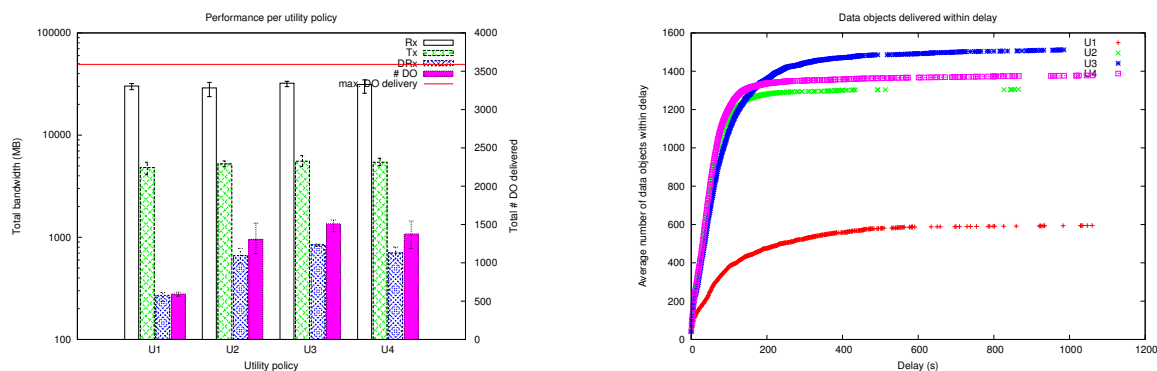 Performance per utility policy
100000
10000
1000
100
Total bandwidth (MB)
4000
3500
3000
2500
2000
1500
1000
500
0
Total # DO delivered
Rx
Tx
DRx
# DO
max DO delivery
U1 U2 U3 U4
Utility policy
Data objects delivered within delay
1600
1400
1200
1000
800
600
400
200
0
Average number of data objects within delay
U1
U2
U3
U4
0 200 400 600 800 1000 1200
Delay (s)